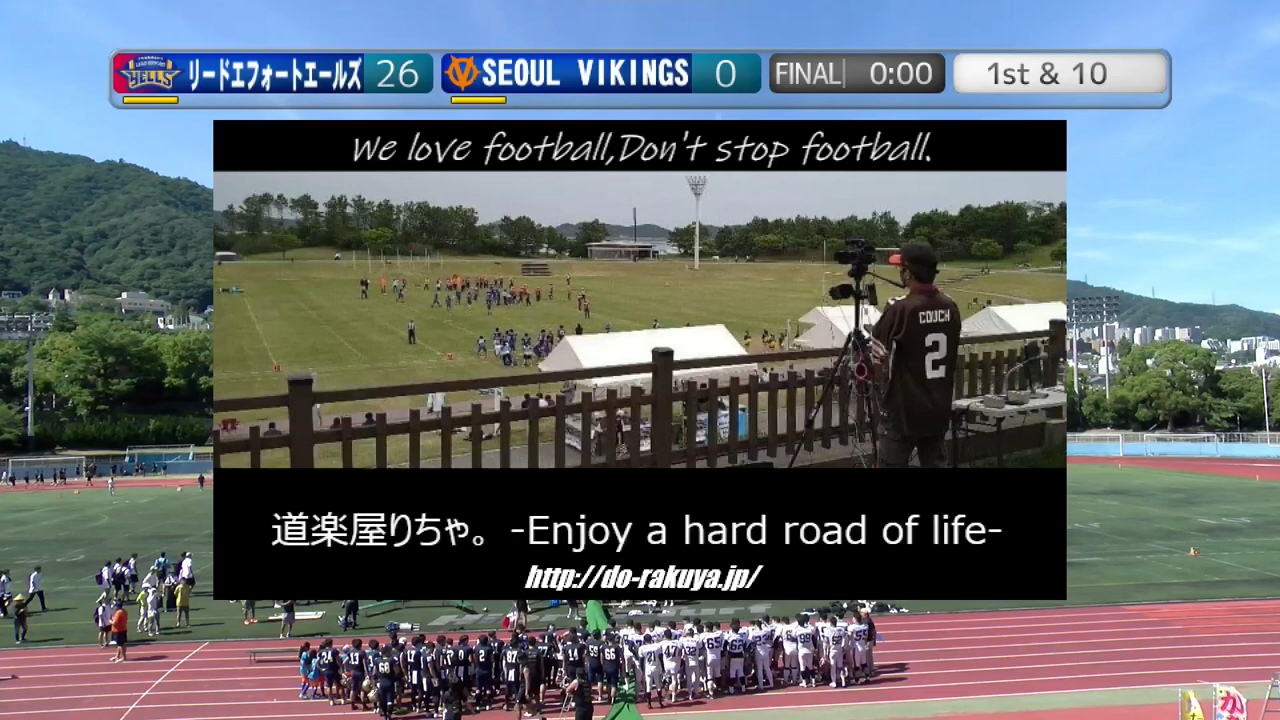 HELLS リードエフォートエールズ 26 SEOUL VIKINGS 0 FINAL 0:00 1st & 10
We love football,Don't stop football.
COUCH
2
道楽屋りちゃ。 -Enjoy a hard road of life-
http://do-rakuya.jp/